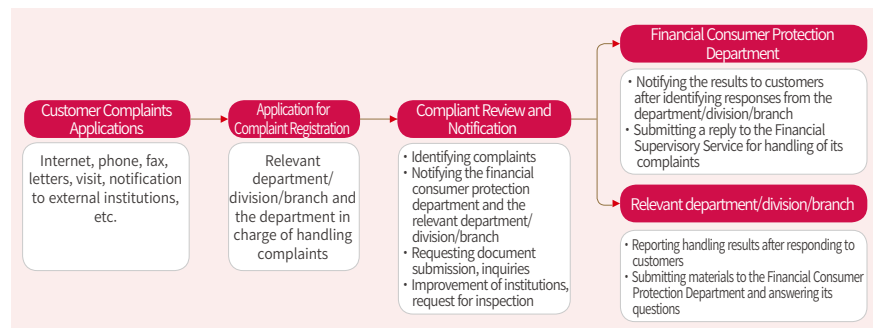 Customer Complaints
Applications
Internet, phone, fax,
letters, visit, notification
to external institutions,
etc.
Application for
Complaint Registration
Relevant
department/
division/branch and
the department in
charge of handling
complaints
Compliant Review and
Notification
· Identifying complaints
· Notifying the financial
consumer protection
department and the
relevant department/
division/branch
· Requesting document
submission, inquiries
· Improvement of institutions,
request for inspection
Financial Consumer Protection
Department
· Notifying the results to customers
after identifying responses from the
department/division/branch
· Submitting a reply to the Financial
Supervisory Service for handling of its
complaints
Relevant department/division/branch
· Reporting handling results after responding to
customers
· Submitting materials to the Financial Consumer
Protection Department and answering its
questions